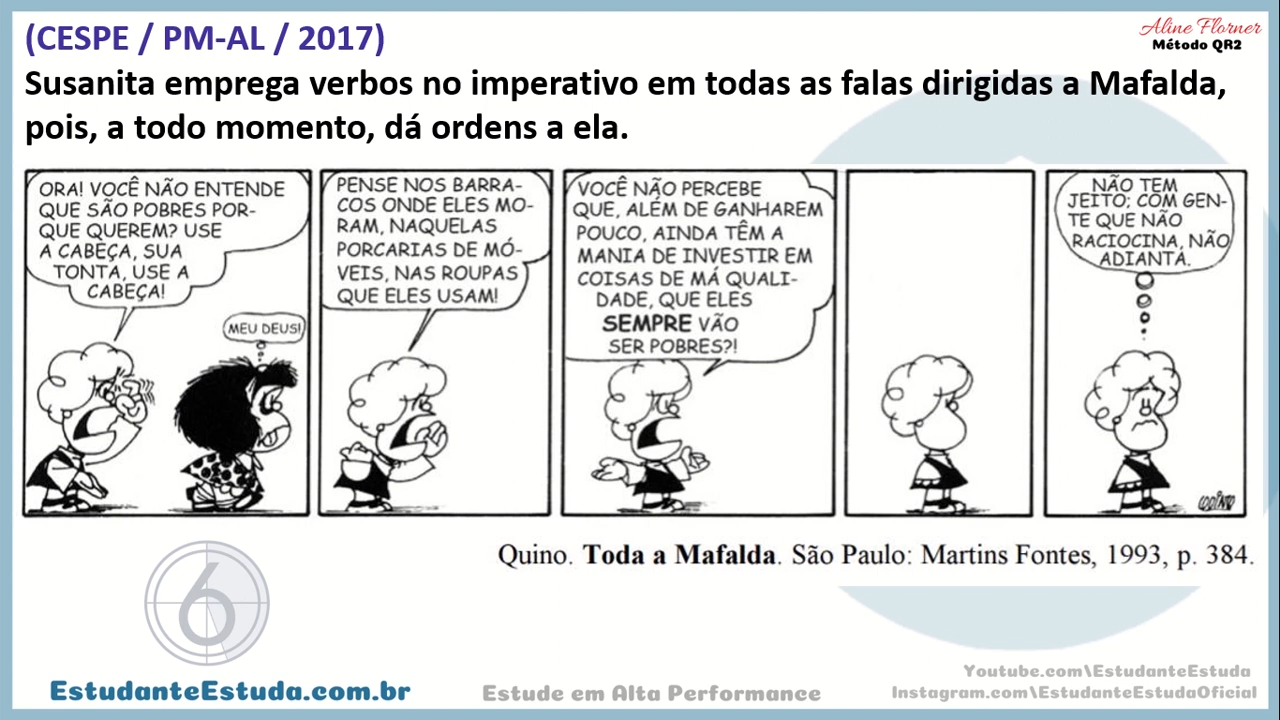 (CESPE / PM-AL / 2017)
Aline Florner
Método QR2
Susanita emprega verbos no imperativo em todas as falas dirigidas a Mafalda,
pois, a todo momento, dá ordens a ela.
ORA! VOCÊ NÃO ENTENDE
QUE SÃO POBRES POR-
QUE QUEREM? USE
A CABEÇA, SUA
TONTA, USE A
CABEÇA!
MEU DEUS!
PENSE NOS BARRA-
COS ONDE ELES MO-
RAM, NAQUELAS
PORCARIAS DE MÓ-
VEIS, NAS ROUPAS
QUE ELES USAM!
VOCÊ NÃO PERCEBE
QUE, ALÉM DE GANHAREM
POUCO, AINDA TÊM A
MANIA DE INVESTIR EM
COISAS DE MÁ QUALI-
DADE, QUE ELES
SEMPRE VÃO
SER POBRES?!
NÃO TEM
JEITO; COM GEN-
TE QUE NÃO
RACIOCINA, NÃO
ADIANTA.
QUINO
Quino. Toda a Mafalda. São Paulo: Martins Fontes, 1993, p. 384.
6
EstudanteEstuda.com.br
Estude em Alta Performance
Youtube.com\EstudanteEstuda
Instagram.com\EstudanteEstudaOficial